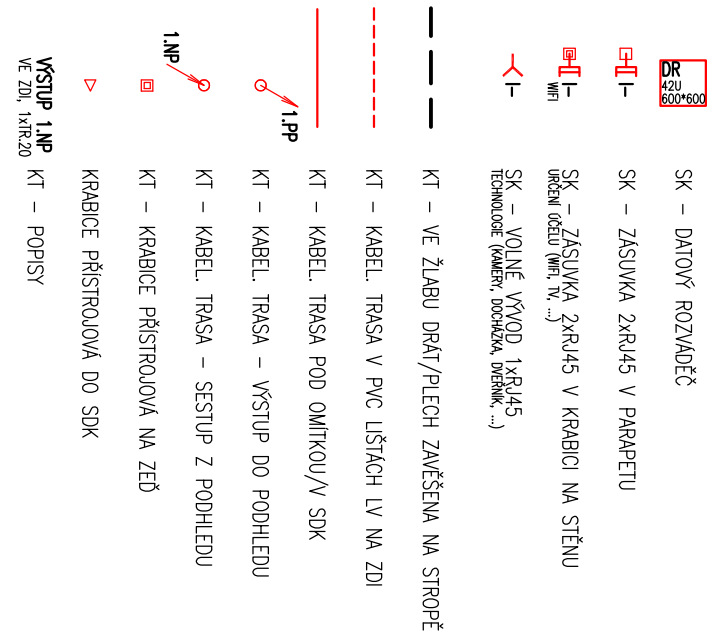 DR
42U
600*600
SK - DATOVÝ ROZVÁDĚČ
I-
SK - ZÁSUVKA 2xRJ45 V PARAPETU
I-
WIFI
SK - ZÁSUVKA 2xRJ45 V KRABICI NA STĚNU
URČENÍ ÚČELU (WIFI, TV, ...)
I-
SK - VOLNÉ VÝVOD 1xRJ45
TECHNOLOGIE (KAMERY, DOCHÁZKA, DVERNÍK, ...)
KT - VE ŽLABU DRÁT/PLECH ZAVĚŠENA NA STROPĚ
KT - KABEL. TRASA V PVC LIŠTÁCH LV NA ZDI
KT - KABEL. TRASA POD OMÍTKOU/V SDK
1.PP
KT - KABEL. TRASA - VÝSTUP DO PODHLEDU
1.NP
KT - KABEL. TRASA - SESTUP Z PODHLEDU
KT - KRABICE PŘÍSTROJOVÁ NA ZEĎ
KRABICE PŘÍSTROJOVÁ DO SDK
VÝSTUP 1.NP
VE ZDI, 1xTR.20
KT - POPISY